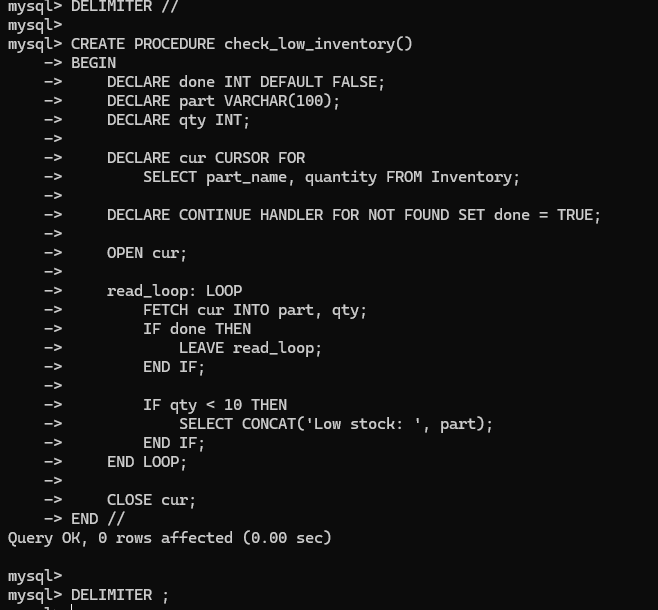 mysql> DELIMITER //
mysql>
mysql> CREATE PROCEDURE check_low_inventory()
    -> BEGIN
    ->     DECLARE done INT DEFAULT FALSE;
    ->     DECLARE part VARCHAR(100);
    ->     DECLARE qty INT;
    ->
    ->     DECLARE cur CURSOR FOR
    ->         SELECT part_name, quantity FROM Inventory;
    ->
    ->     DECLARE CONTINUE HANDLER FOR NOT FOUND SET done = TRUE;
    ->
    ->     OPEN cur;
    ->
    ->     read_loop: LOOP
    ->         FETCH cur INTO part, qty;
    ->         IF done THEN
    ->             LEAVE read_loop;
    ->         END IF;
    ->
    ->         IF qty < 10 THEN
    ->             SELECT CONCAT('Low stock: ', part);
    ->         END IF;
    ->     END LOOP;
    ->
    ->     CLOSE cur;
    -> END //
Query OK, 0 rows affected (0.00 sec)

mysql>
mysql> DELIMITER ;